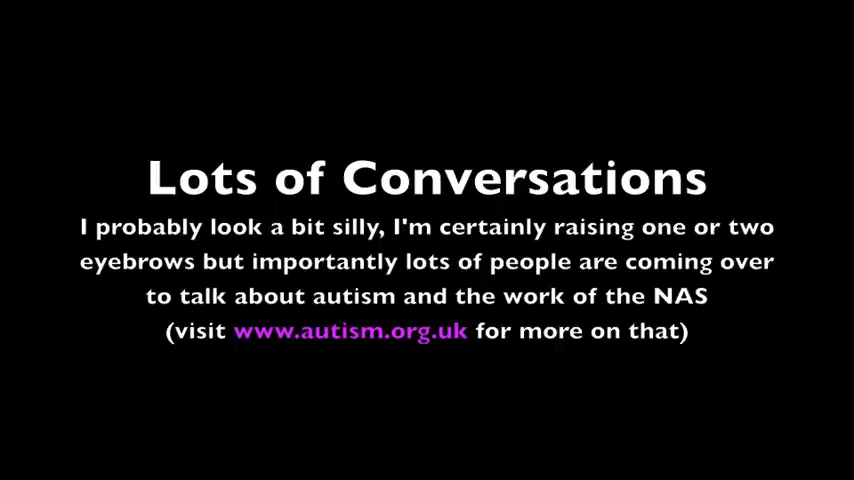 Lots of Conversations
I probably look a bit silly, I'm certainly raising one or two
eyebrows but importantly lots of people are coming over
to talk about autism and the work of the NAS
(visit www.autism.org.uk for more on that)